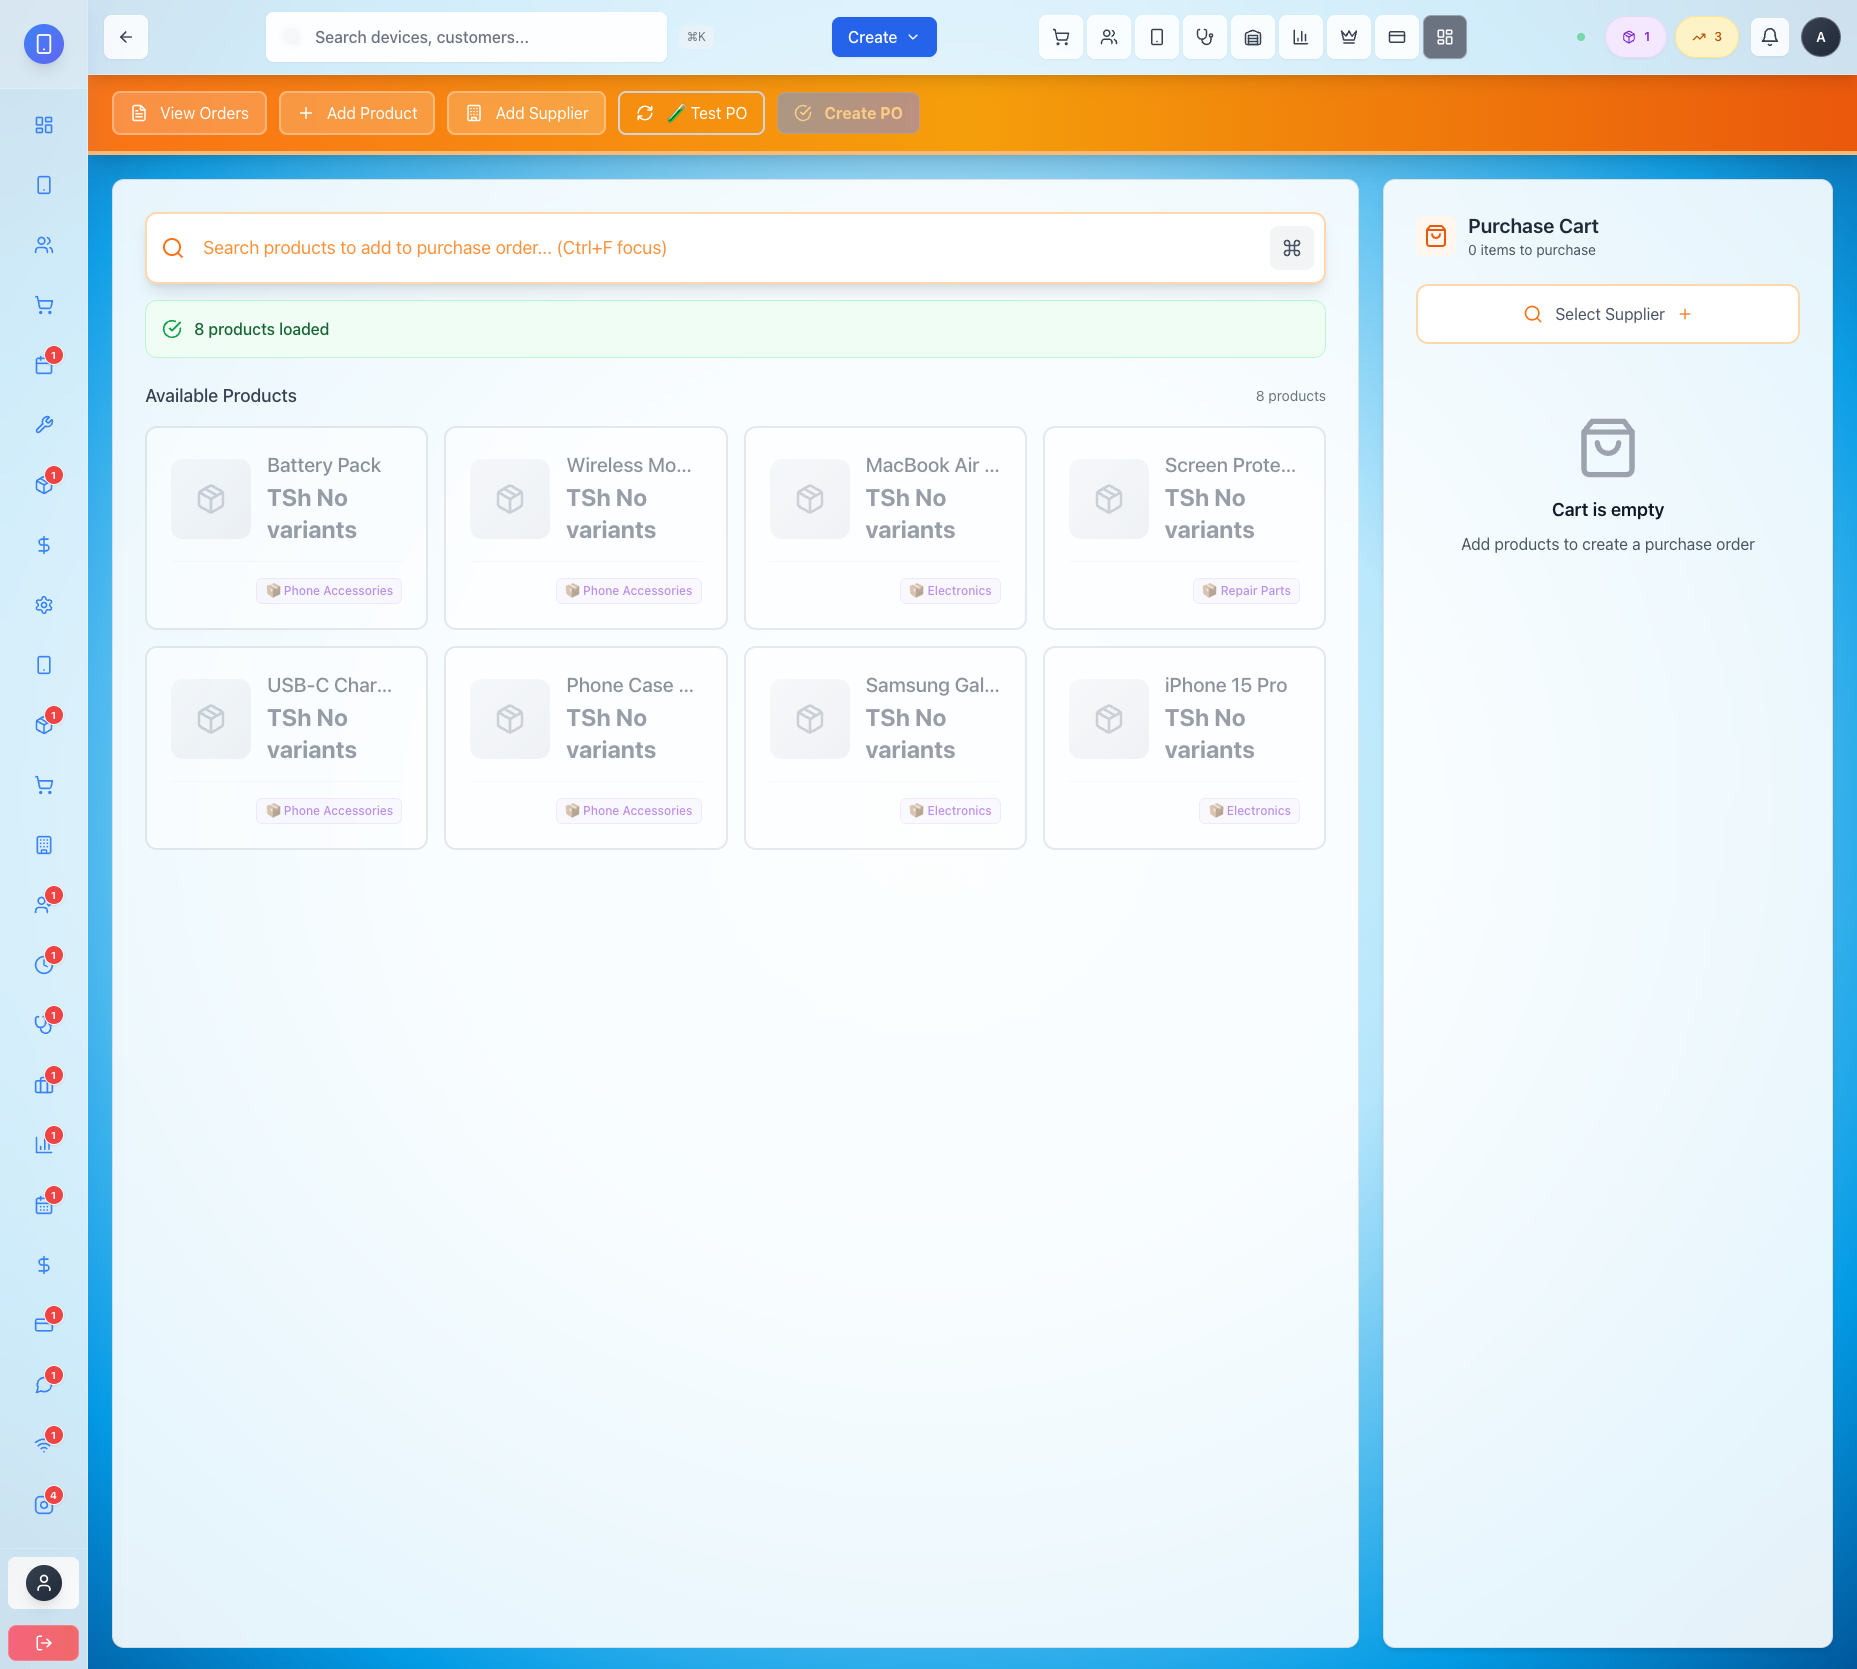 Search devices, customers...
⌘K
Create
1
3
A
View Orders
Add Product
Add Supplier
🧪 Test PO
Create PO
Search products to add to purchase order... (Ctrl+F focus)
⌘
8 products loaded
Available Products
8 products
Battery Pack
TSh No
variants
📦 Phone Accessories
Wireless Mo...
TSh No
variants
📦 Phone Accessories
MacBook Air ...
TSh No
variants
📦 Electronics
Screen Prote...
TSh No
variants
📦 Repair Parts
USB-C Char...
TSh No
variants
📦 Phone Accessories
Phone Case ...
TSh No
variants
📦 Phone Accessories
Samsung Gal...
TSh No
variants
📦 Electronics
iPhone 15 Pro
TSh No
variants
📦 Electronics
Purchase Cart
0 items to purchase
Select Supplier
Cart is empty
Add products to create a purchase order
1
1
1
1
1
1
1
1
1
1
1
1
4